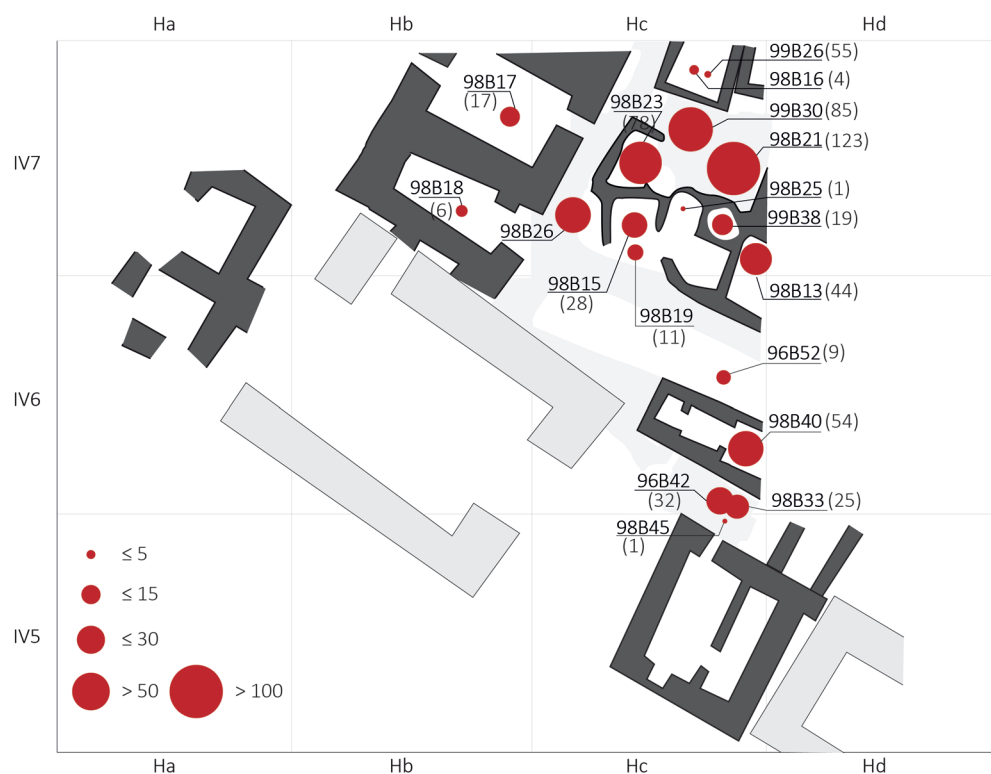 Ha Hb Hc Hd
99B26 (55)
98B16 (4)
98B17
(17)
98B23
(78)
99B30 (85)
98B21 (123)
IV7
98B18
(6)
98B25 (1)
99B38 (19)
98B26
98B15
(28)
98B13 (44)
98B19
(11)
96B52 (9)
IV6
98B40 (54)
96B42
(32)
98B33 (25)
98B45
(1)
≤ 5
≤ 15
IV5
≤ 30
> 50 > 100
Ha Hb Hc Hd